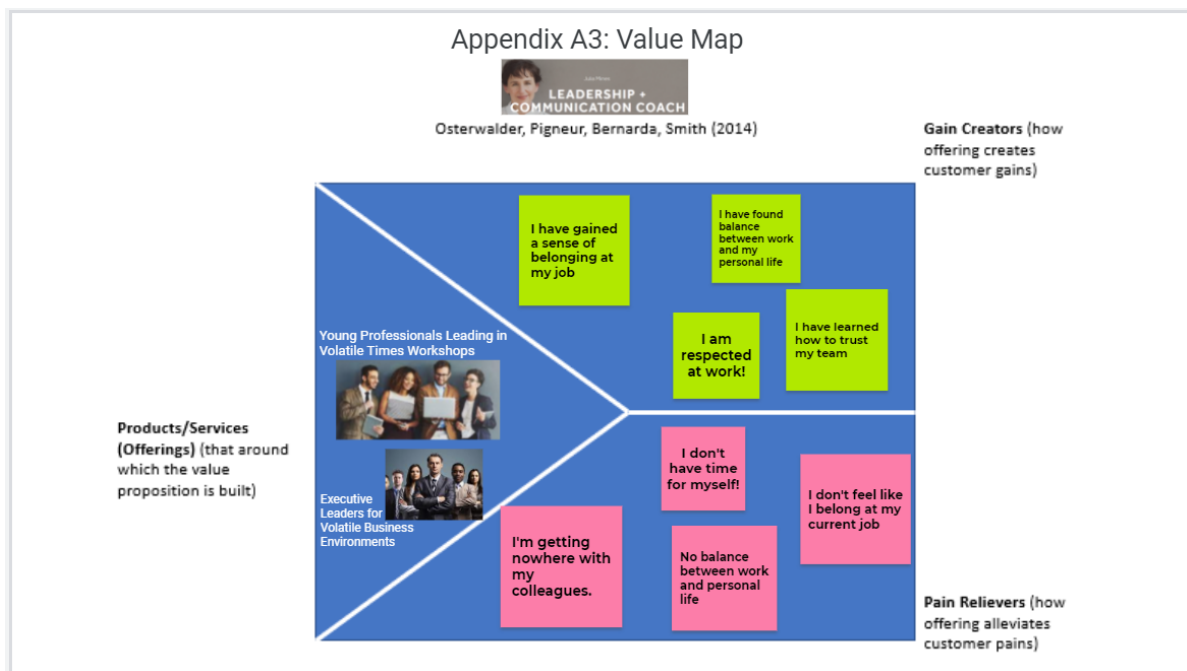 Appendix A3: Value Map
LEADERSHIP +
COMMUNICATION COACH
Osterwalder, Pigneur, Bernarda, Smith (2014)
Gain Creators (how
offering creates
customer gains)
I have gained
a sense of
belonging at
my job
I have found
balance
between work
and my
personal life
I am
respected
at work!
I have learned
how to trust
my team
Young Professionals Leading in
Volatile Times Workshops
Products/Services
(Offerings) (that around
which the value
proposition is built)
Executive
Leaders for
Volatile Business
Environments
I don't
have time
for myself!
I don't feel like
I belong at my
current job
I'm getting
nowhere with
my
colleagues.
No balance
between work
and personal
life
Pain Relievers (how
offering alleviates
customer pains)